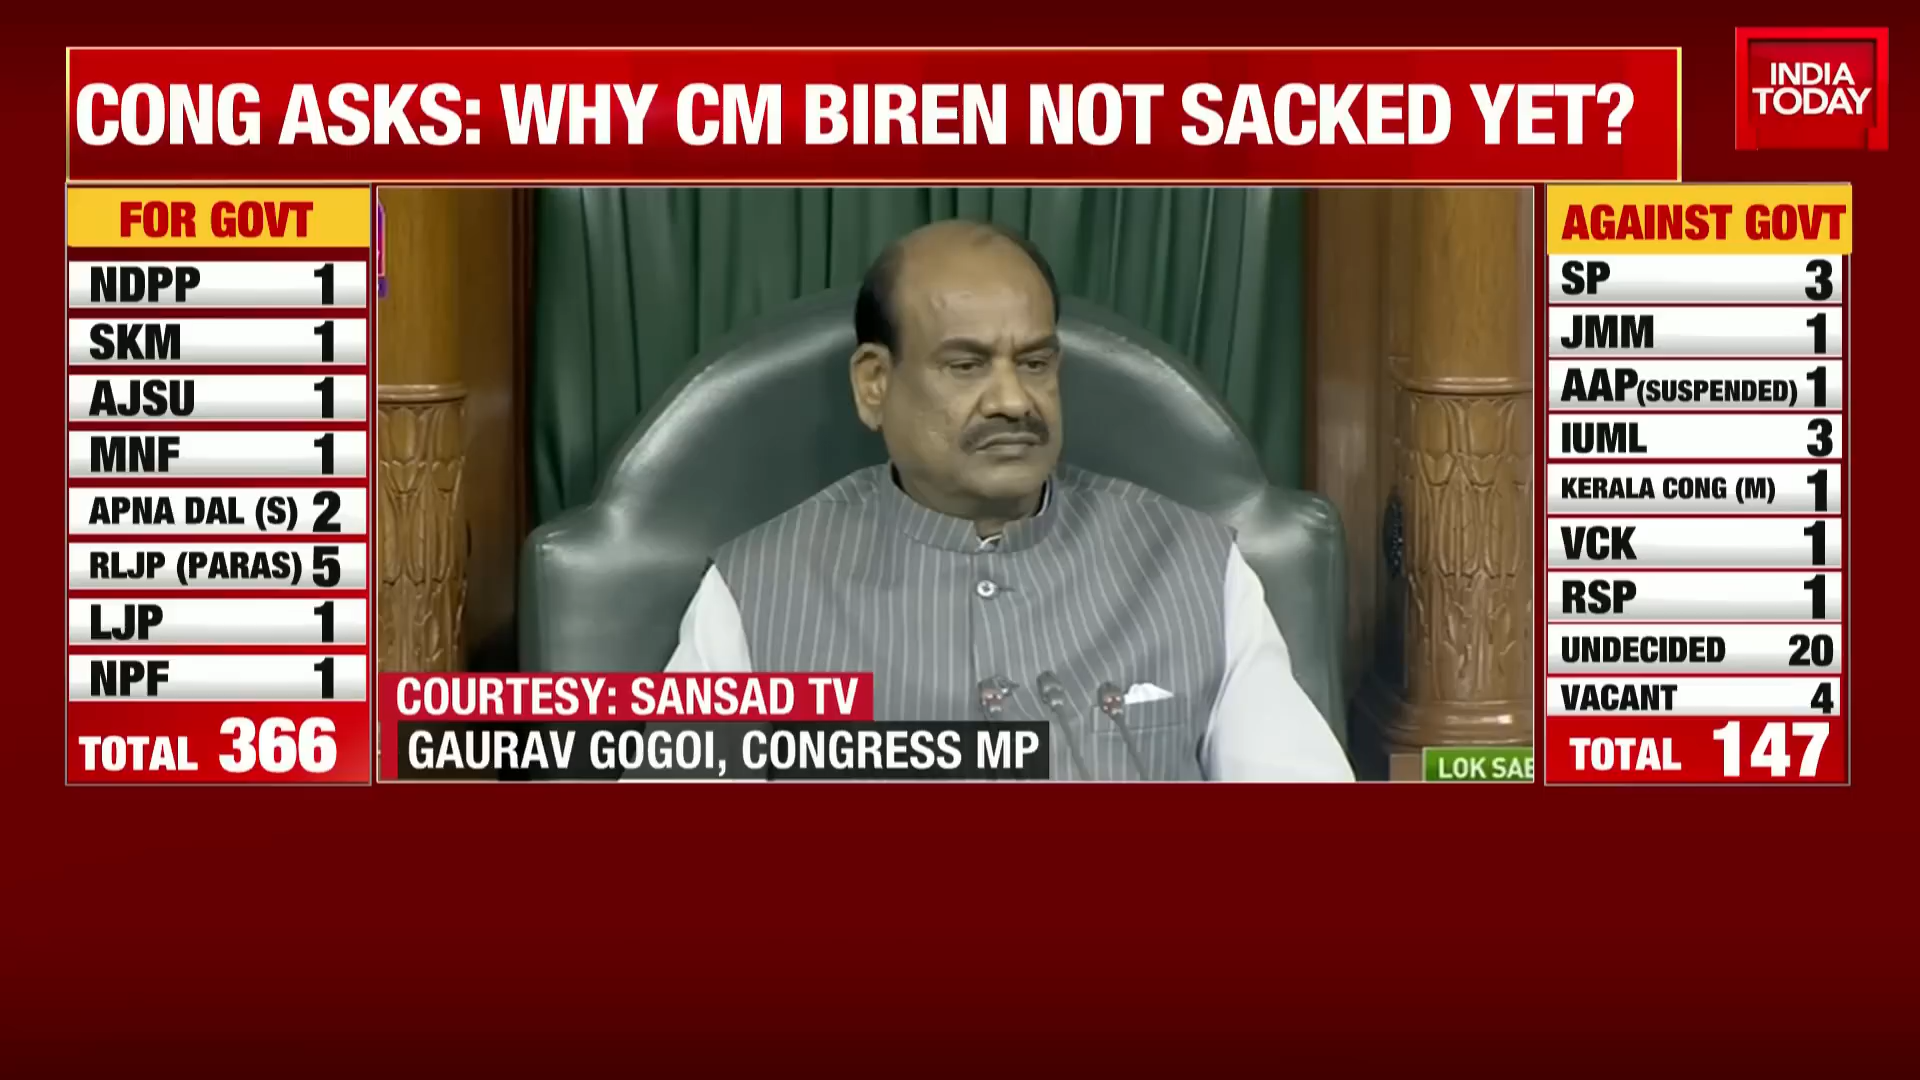 CONG ASKS: WHY CM BIREN NOT SACKED YET?
INDIA
TODAY
FOR GOVT
NDPP 1
SKM 1
AJSU 1
MNF 1
APNA DAL (S) 2
RLJP (PARAS) 5
LJP 1
NPF 1
TOTAL 366
COURTESY: SANSAD TV
GAURAV GOGOI, CONGRESS MP
LOK SAB
AGAINST GOVT
SP 3
JMM 1
AAP(SUSPENDED) 1
IUML 3
KERALA CONG (M) 1
VCK 1
RSP 1
UNDECIDED 20
VACANT 4
TOTAL 147